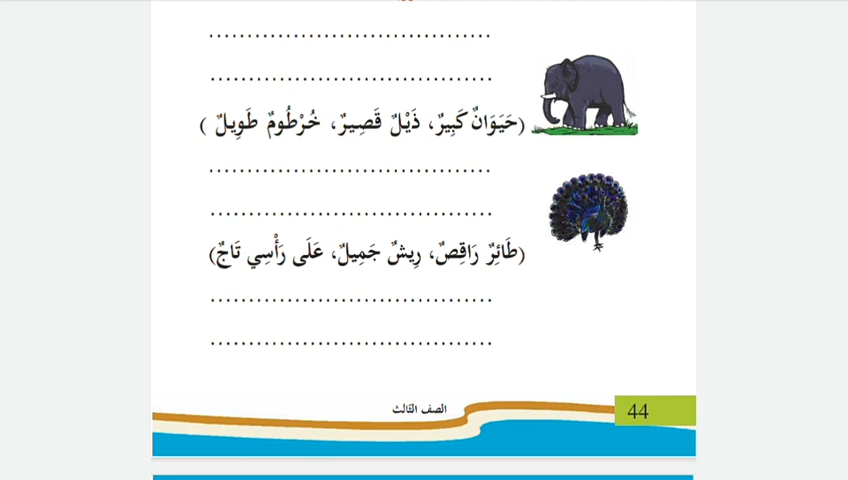 (حَيَوَانٌ كَبِيرٌ، ذَيْلٌ قَصِيرٌ، خُرْطُومٌ طَوِيلٌ )
(طَائِرٌ رَاقِصٌ، رِيشٌ جَمِيلٌ، عَلَى رَأْسِي تَاجٌ)
الصف الثالث
44